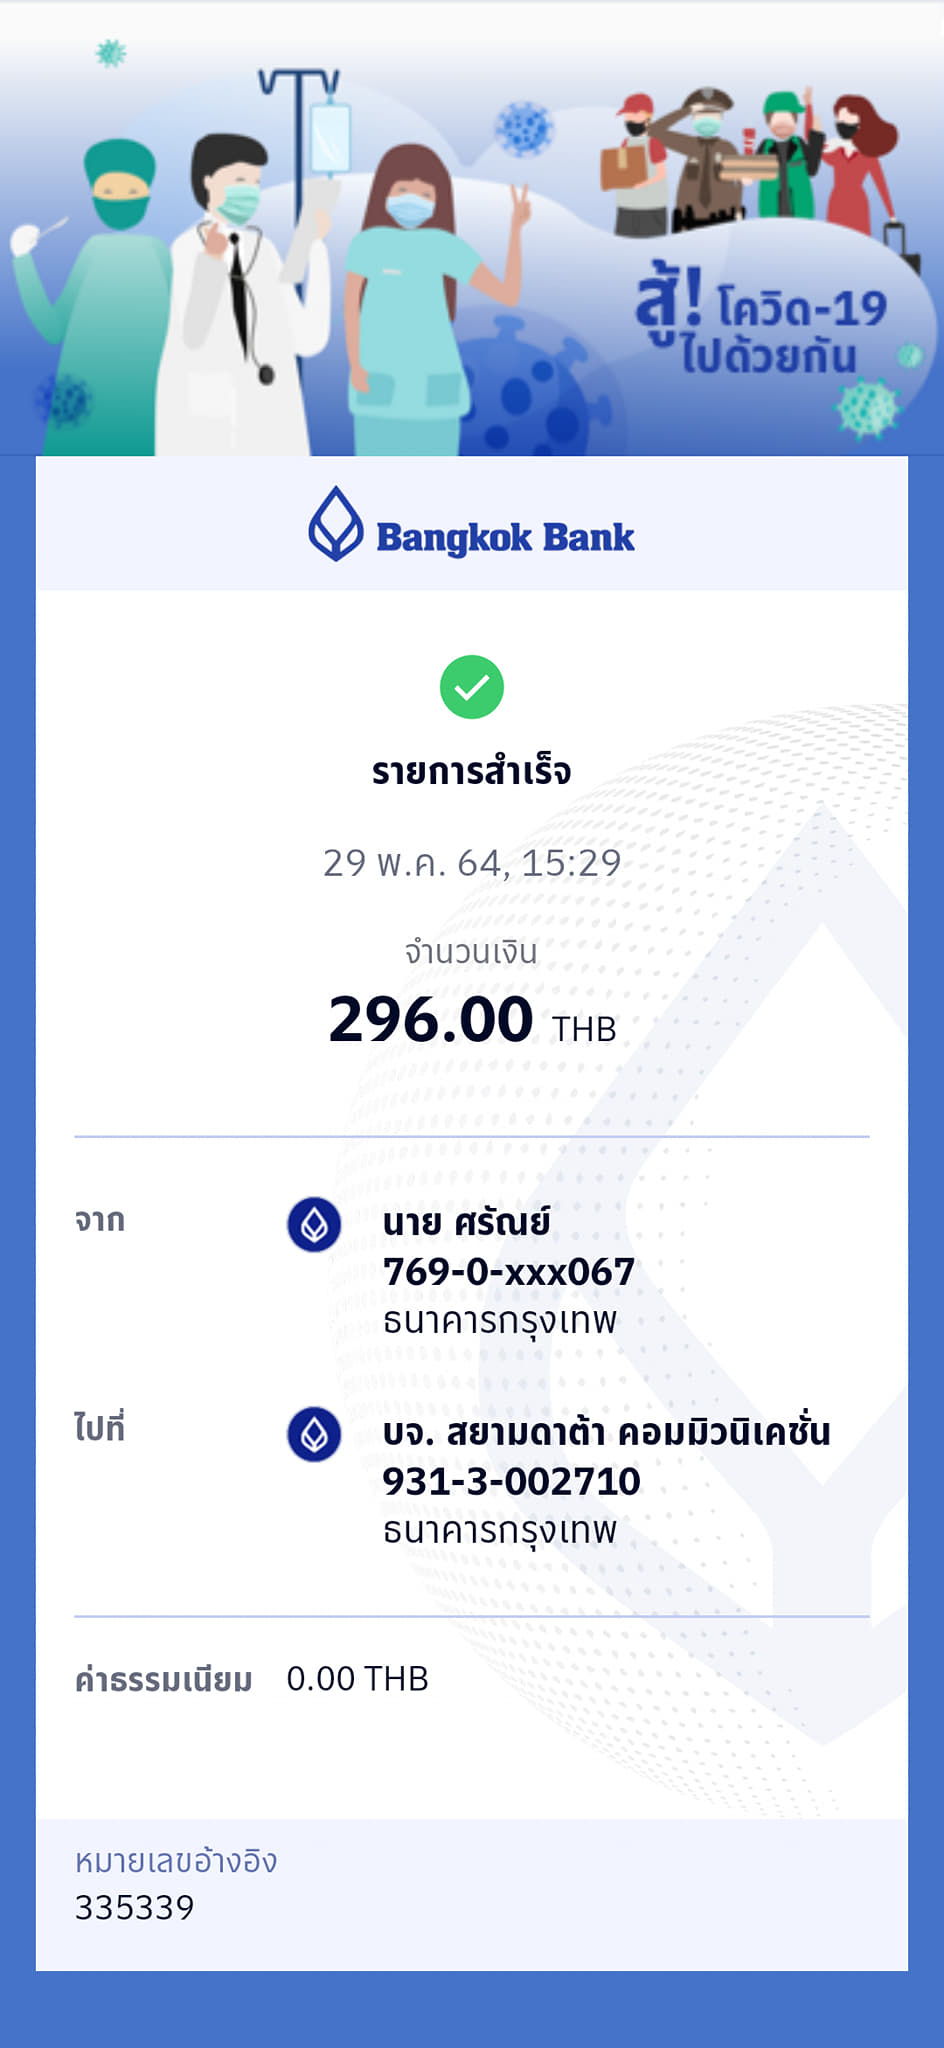 สู้! โควิด-19
ไปด้วยกัน
Bangkok Bank
รายการสำเร็จ
29 พ.ค. 64, 15:29
จำนวนเงิน
296.00 THB
จาก
นาย ศรัณย์
769-0-xxx067
ธนาคารกรุงเทพ
ไปที่
บจ. สยามดาต้า คอมมิวนิเคชั่น
931-3-002710
ธนาคารกรุงเทพ
ค่าธรรมเนียม 0.00 THB
หมายเลขอ้างอิง
335339